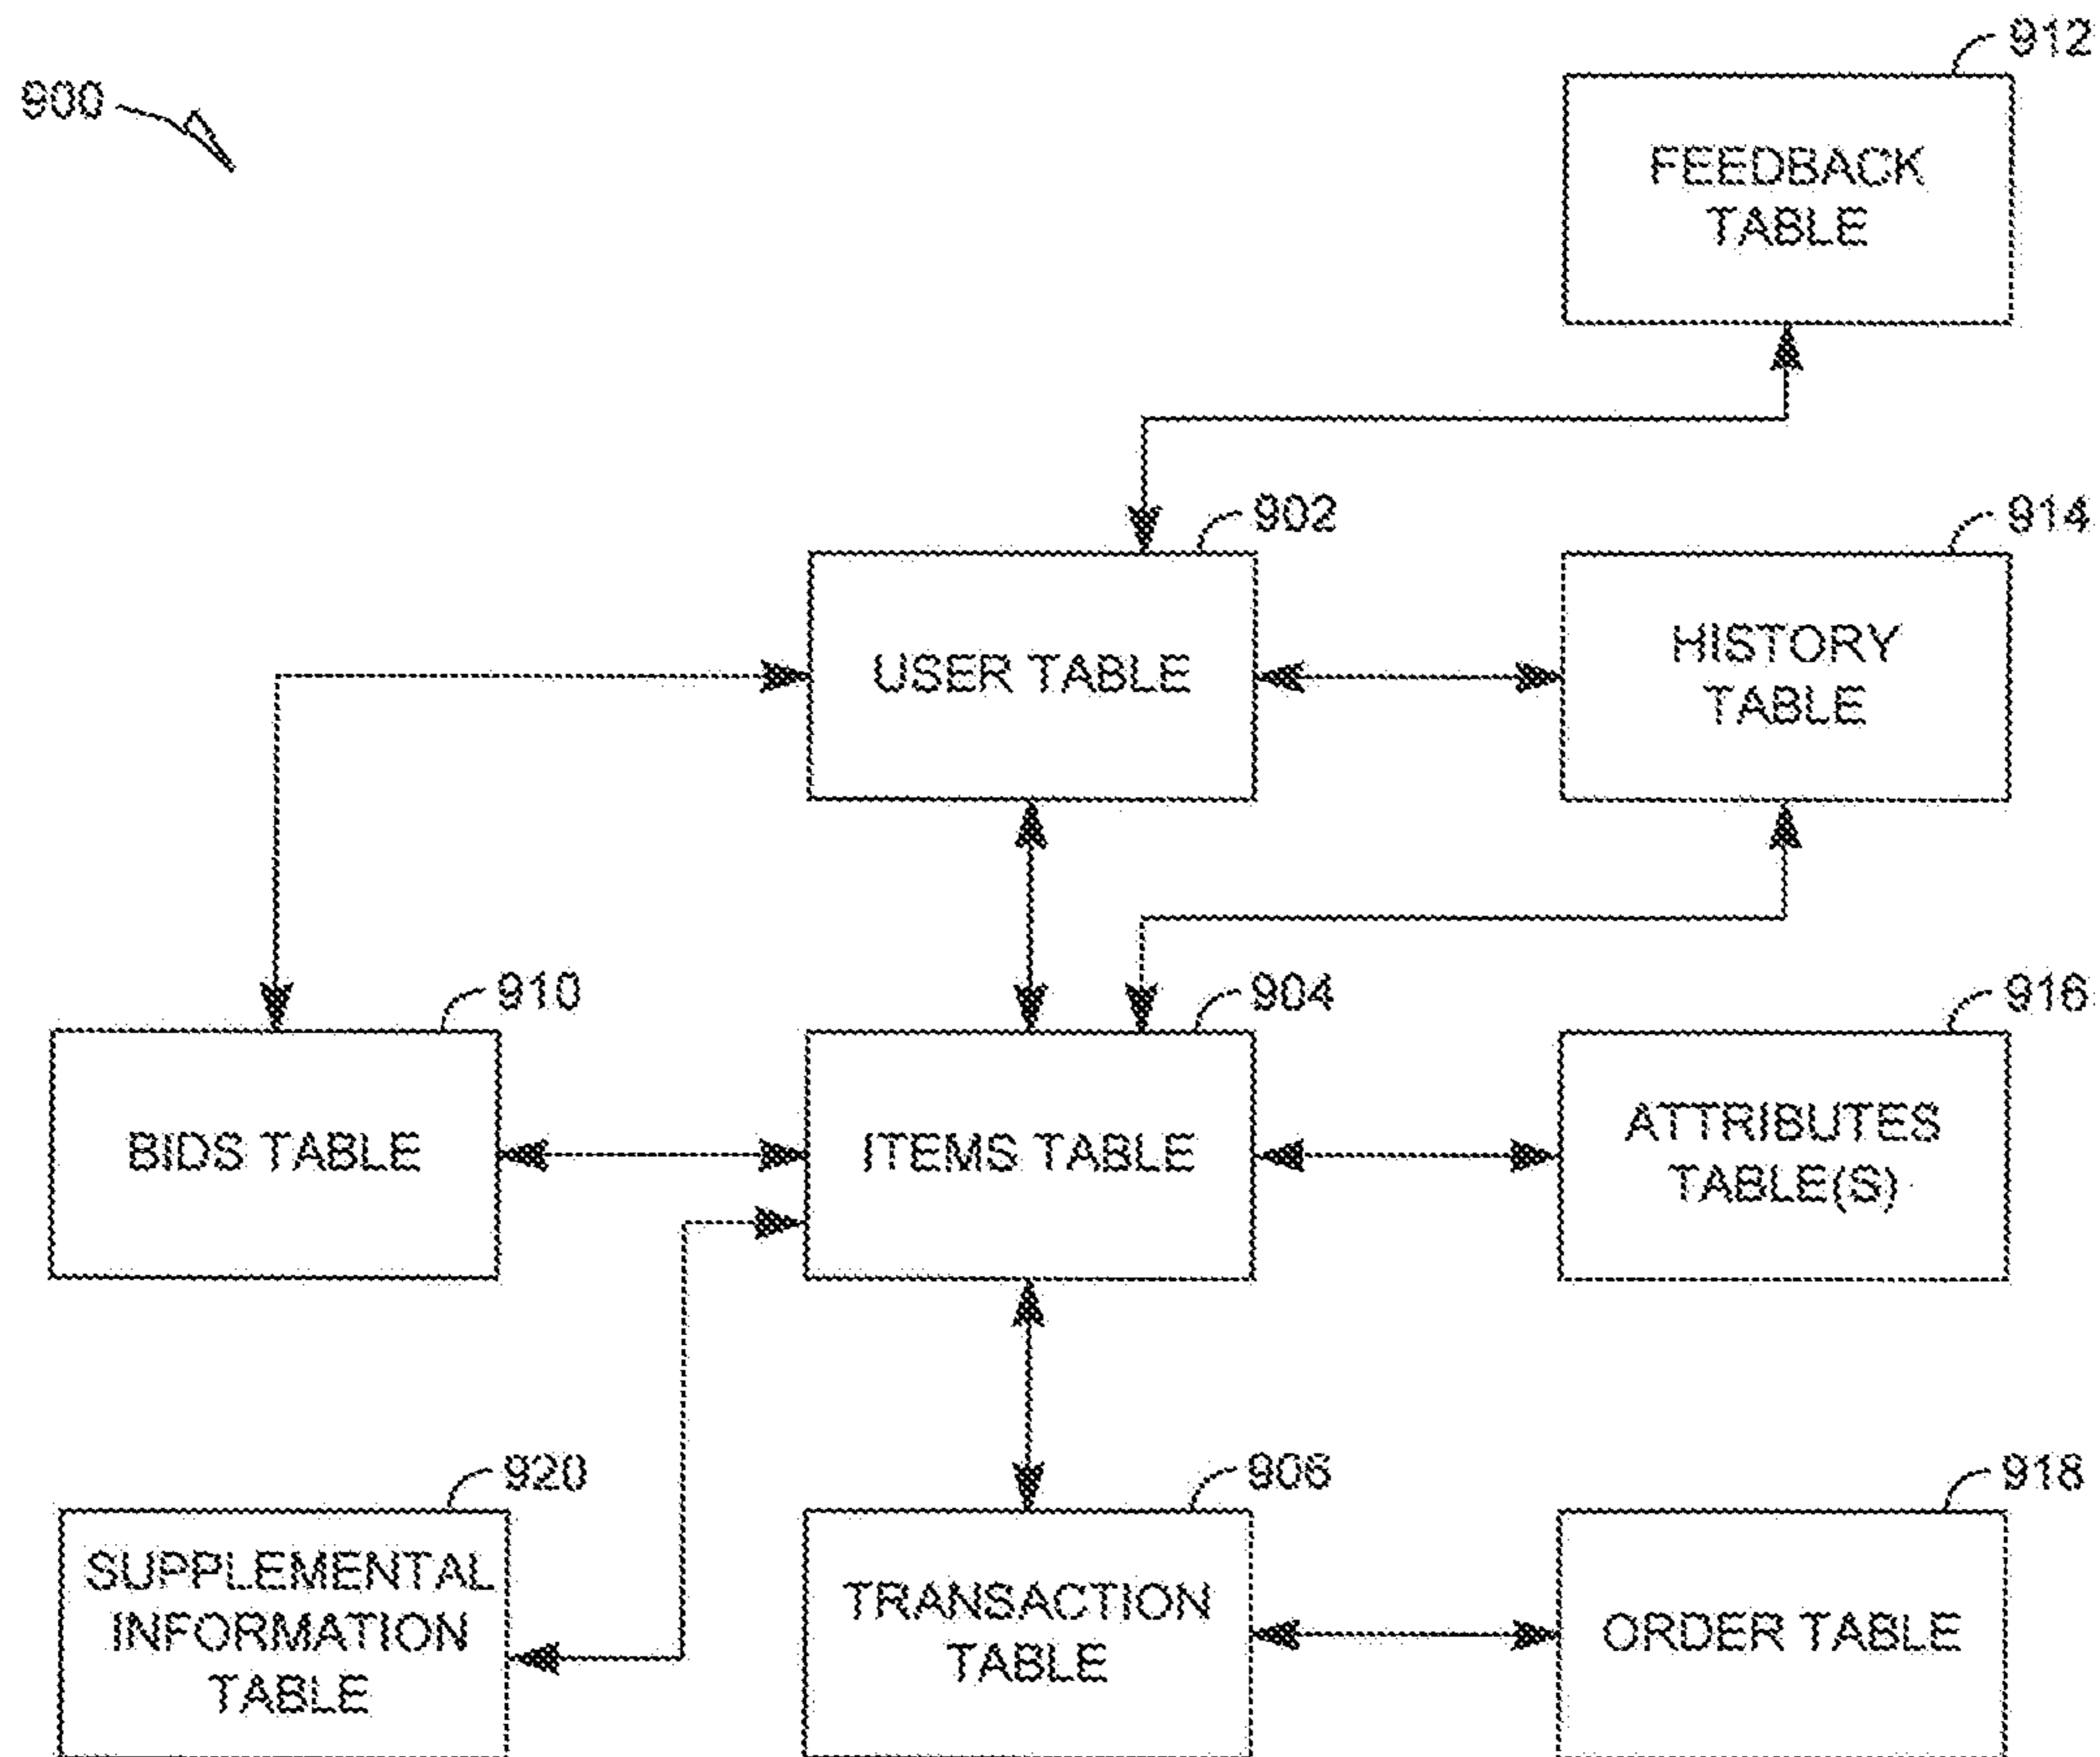 912
900
FEEDBACK
TABLE
902
914
USER TABLE
HISTORY
TABLE
910
904
916
BIDS TABLE
ITEMS TABLE
ATTRIBUTES
TABLE(S)
920
906
918
SUPPLEMENTAL
INFORMATION
TABLE
TRANSACTION
TABLE
ORDER TABLE